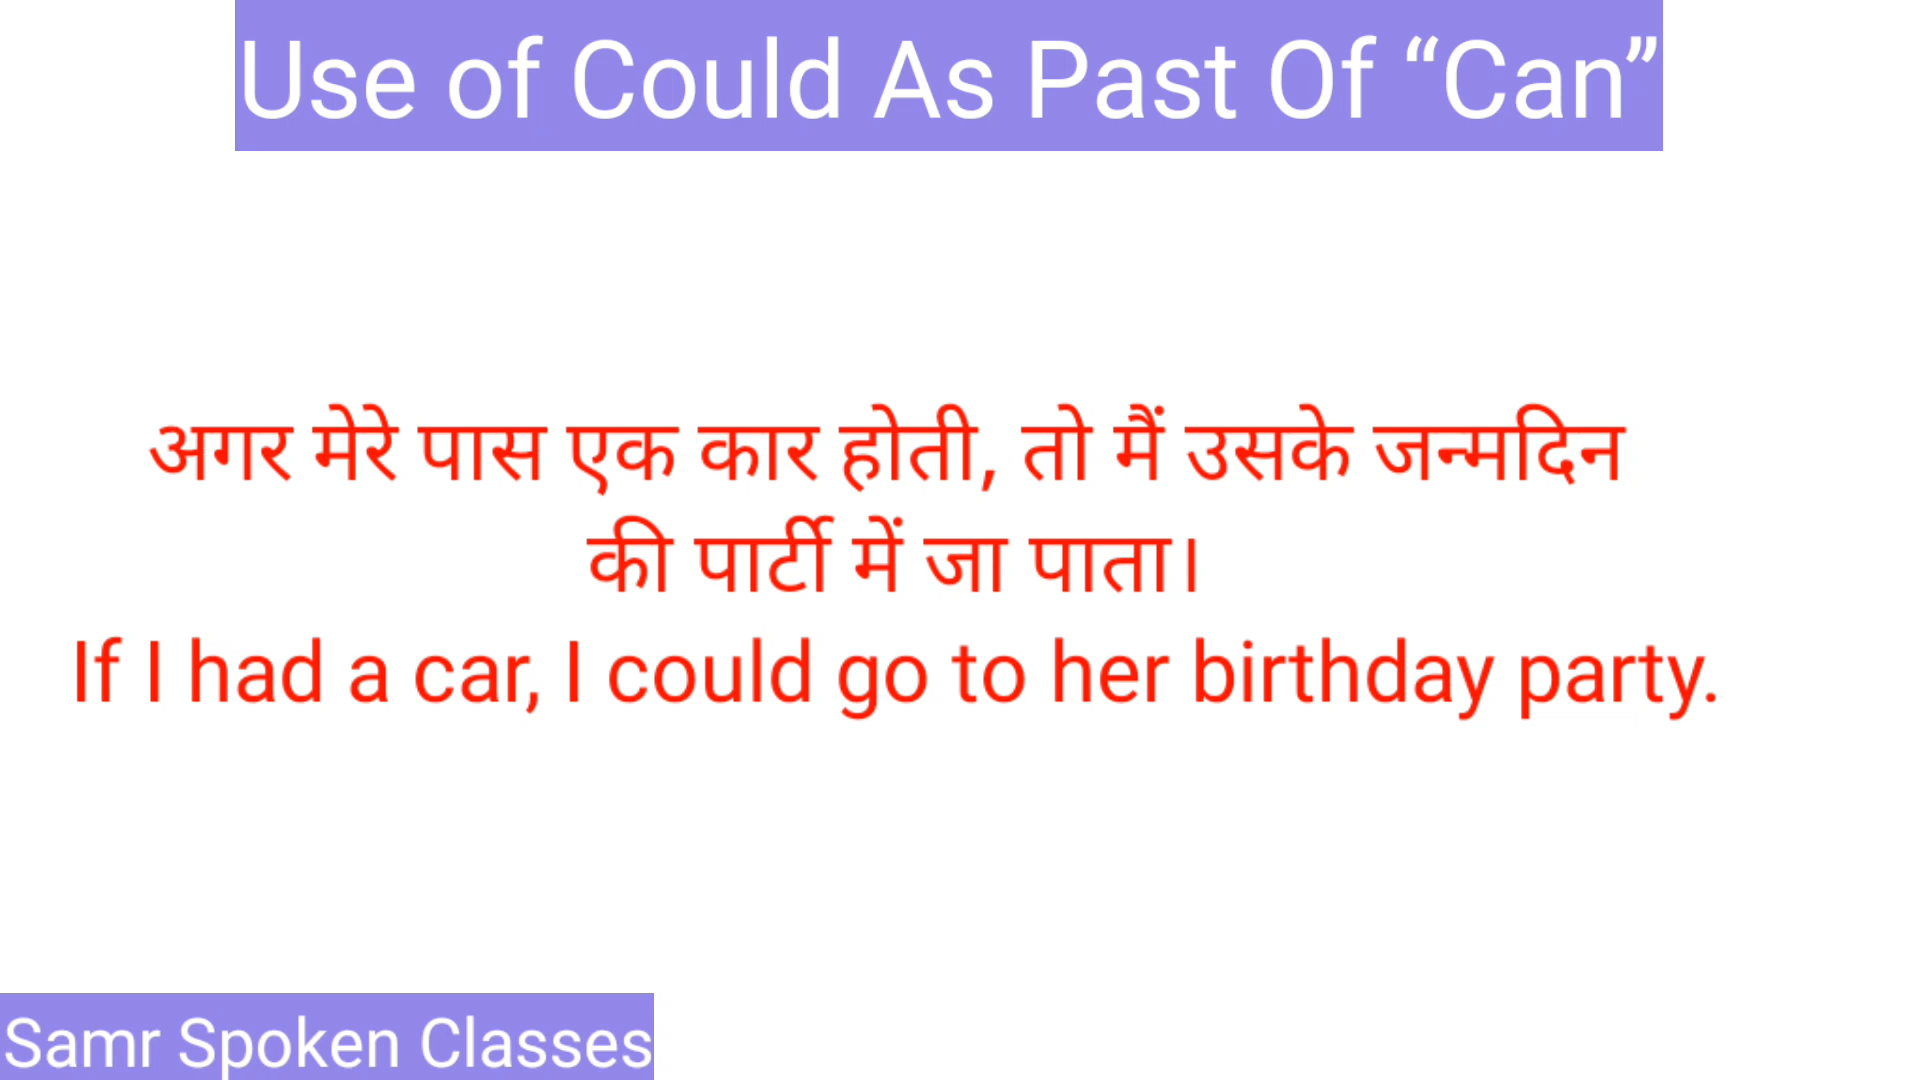 Use of Could As Past Of “Can”
अगर मेरे पास एक कार होती, तो मैं उसके जन्मदिन
की पार्टी में जा पाता।
If I had a car, I could go to her birthday party.
Samr Spoken Classes